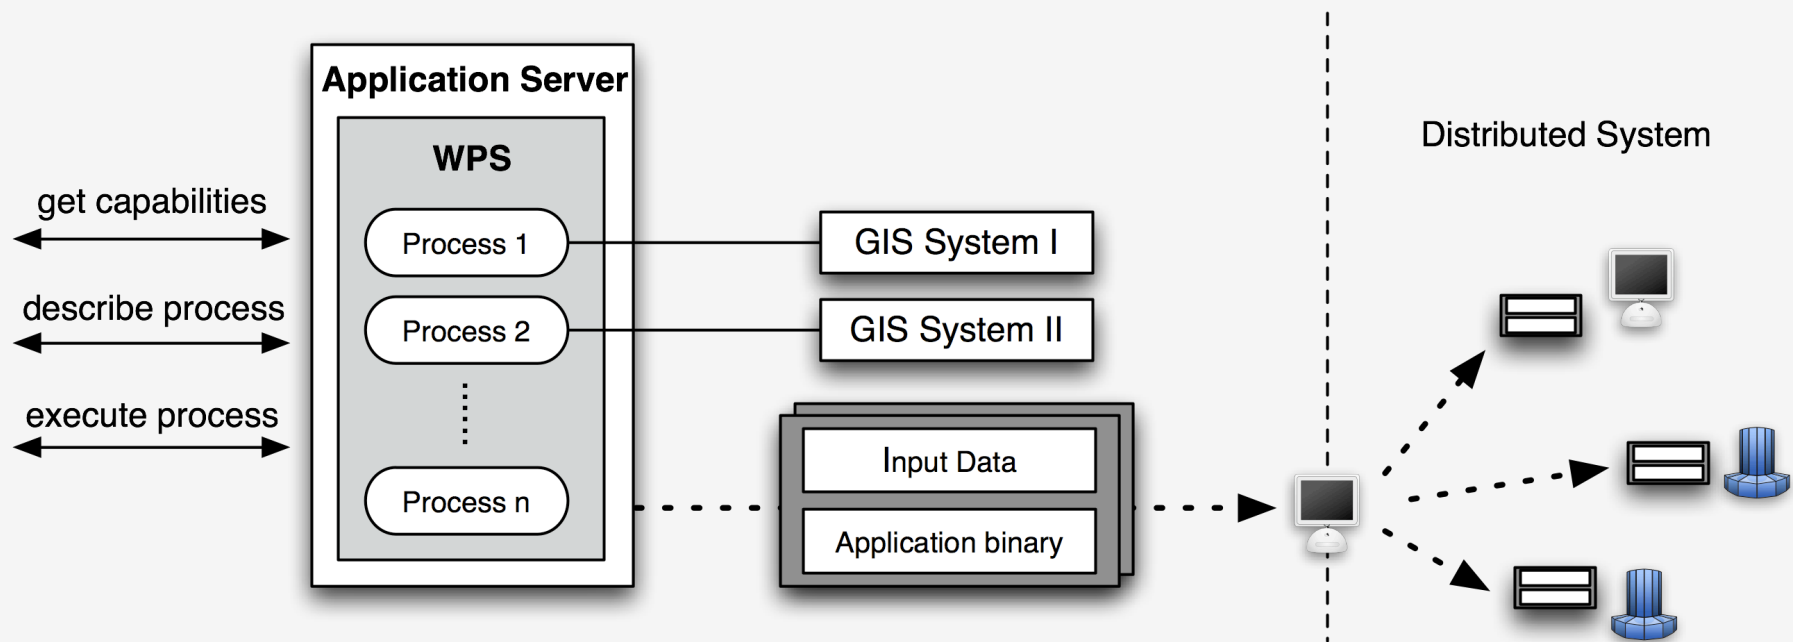 Application Server
WPS
Distributed System
get capabilities
Process 1
GIS System I
describe process
Process 2
GIS System II
execute process
Input Data
Process n
Application binary